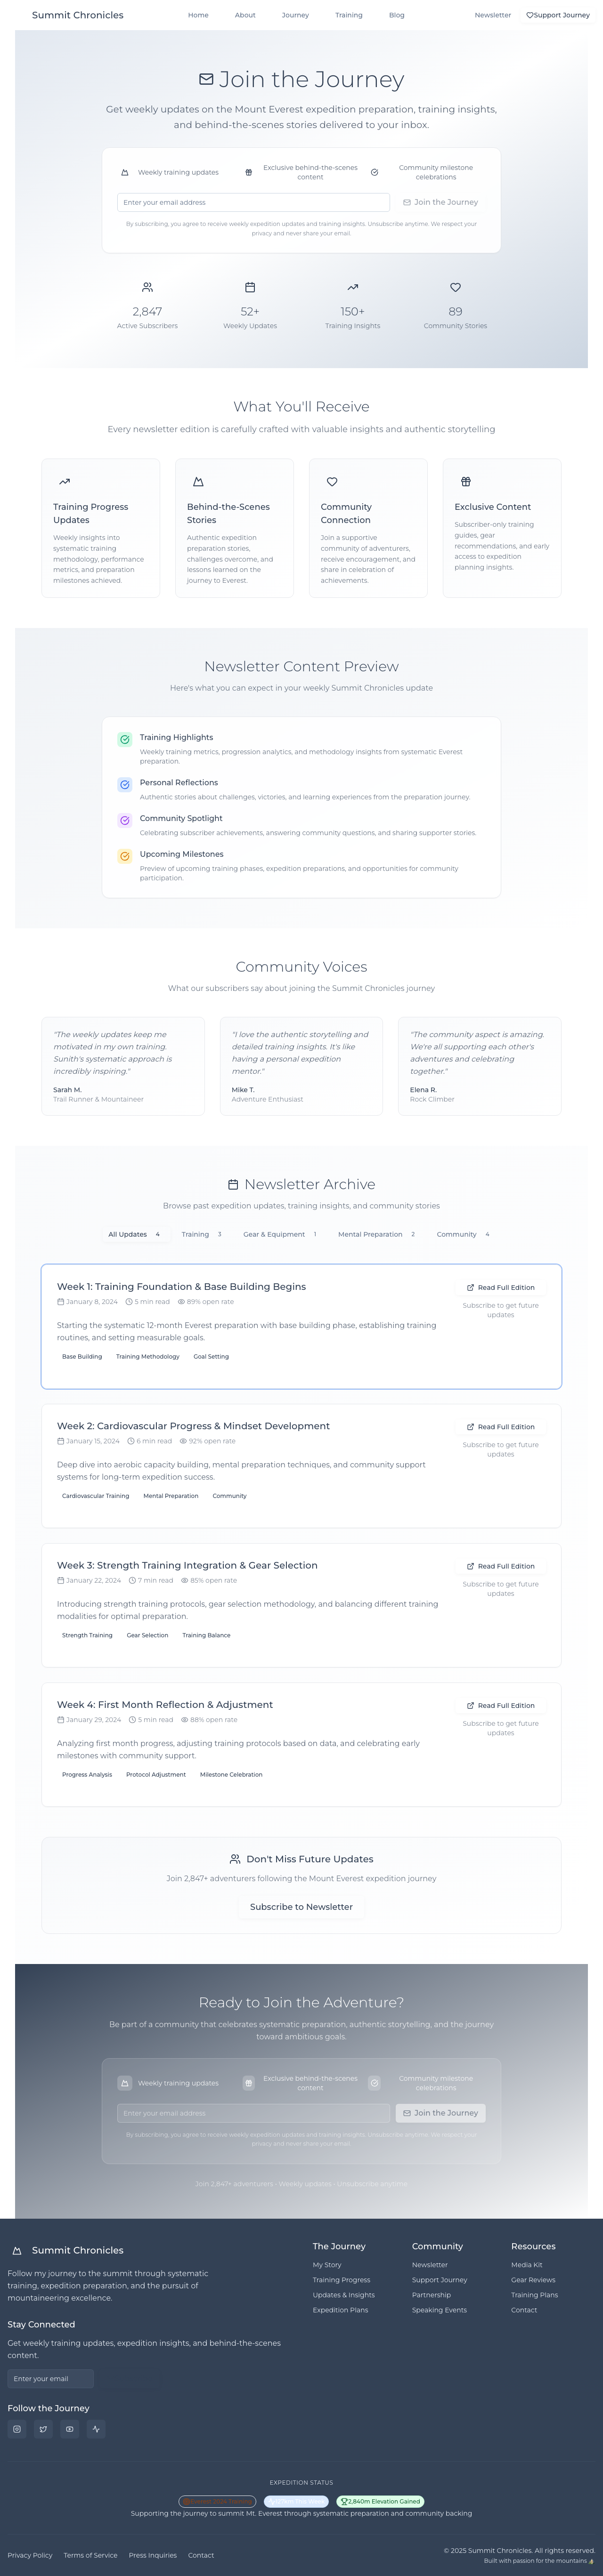 Summit Chronicles
Home
About
Journey
Training
Blog
Newsletter
Support Journey
Join the Journey
Get weekly updates on the Mount Everest expedition preparation, training insights,
and behind-the-scenes stories delivered to your inbox.
Weekly training updates
Exclusive behind-the-scenes
content
Community milestone
celebrations
Enter your email address
Join the Journey
By subscribing, you agree to receive weekly expedition updates and training insights. Unsubscribe anytime. We respect your
privacy and never share your email.
2,847
Active Subscribers
52+
Weekly Updates
150+
Training Insights
89
Community Stories
What You'll Receive
Every newsletter edition is carefully crafted with valuable insights and authentic storytelling
Training Progress
Updates
Weekly insights into
systematic training
methodology, performance
metrics, and preparation
milestones achieved.
Behind-the-Scenes
Stories
Authentic expedition
preparation stories,
challenges overcome, and
lessons learned on the
journey to Everest.
Community
Connection
Join a supportive
community of adventurers,
receive encouragement, and
share in celebration of
achievements.
Exclusive Content
Subscriber-only training
guides, gear
recommendations, and early
access to expedition
planning insights.
Newsletter Content Preview
Here's what you can expect in your weekly Summit Chronicles update
Training Highlights
Weekly training metrics, progression analytics, and methodology insights from systematic Everest
preparation.
Personal Reflections
Authentic stories about challenges, victories, and learning experiences from the preparation journey.
Community Spotlight
Celebrating subscriber achievements, answering community questions, and sharing supporter stories.
Upcoming Milestones
Preview of upcoming training phases, expedition preparations, and opportunities for community
participation.
Community Voices
What our subscribers say about joining the Summit Chronicles journey
"The weekly updates keep me
motivated in my own training.
Sunith's systematic approach is
incredibly inspiring."
Sarah M.
Trail Runner & Mountaineer
"I love the authentic storytelling and
detailed training insights. It's like
having a personal expedition
mentor."
Mike T.
Adventure Enthusiast
"The community aspect is amazing.
We're all supporting each other's
adventures and celebrating
together."
Elena R.
Rock Climber
Newsletter Archive
Browse past expedition updates, training insights, and community stories
All Updates 4
Training 3
Gear & Equipment 1
Mental Preparation 2
Community 4
Week 1: Training Foundation & Base Building Begins
January 8, 2024
5 min read
89% open rate
Starting the systematic 12-month Everest preparation with base building phase, establishing training
routines, and setting measurable goals.
Base Building
Training Methodology
Goal Setting
Read Full Edition
Subscribe to get future
updates
Week 2: Cardiovascular Progress & Mindset Development
January 15, 2024
6 min read
92% open rate
Deep dive into aerobic capacity building, mental preparation techniques, and community support
systems for long-term expedition success.
Cardiovascular Training
Mental Preparation
Community
Read Full Edition
Subscribe to get future
updates
Week 3: Strength Training Integration & Gear Selection
January 22, 2024
7 min read
85% open rate
Introducing strength training protocols, gear selection methodology, and balancing different training
modalities for optimal preparation.
Strength Training
Gear Selection
Training Balance
Read Full Edition
Subscribe to get future
updates
Week 4: First Month Reflection & Adjustment
January 29, 2024
5 min read
88% open rate
Analyzing first month progress, adjusting training protocols based on data, and celebrating early
milestones with community support.
Progress Analysis
Protocol Adjustment
Milestone Celebration
Read Full Edition
Subscribe to get future
updates
Don't Miss Future Updates
Join 2,847+ adventurers following the Mount Everest expedition journey
Subscribe to Newsletter
Ready to Join the Adventure?
Be part of a community that celebrates systematic preparation, authentic storytelling, and the journey
toward ambitious goals.
Weekly training updates
Exclusive behind-the-scenes
content
Community milestone
celebrations
Enter your email address
Join the Journey
By subscribing, you agree to receive weekly expedition updates and training insights. Unsubscribe anytime. We respect your
privacy and never share your email.
Join 2,847+ adventurers • Weekly updates • Unsubscribe anytime
Summit Chronicles
Follow my journey to the summit through systematic
training, expedition preparation, and the pursuit of
mountaineering excellence.
Stay Connected
Get weekly training updates, expedition insights, and behind-the-scenes
content.
Enter your email
Follow the Journey
The Journey
My Story
Training Progress
Updates & Insights
Expedition Plans
Community
Newsletter
Support Journey
Partnership
Speaking Events
Resources
Media Kit
Gear Reviews
Training Plans
Contact
EXPEDITION STATUS
2,840m Elevation Gained
Supporting the journey to summit Mt. Everest through systematic preparation and community backing
Privacy Policy
Terms of Service
Press Inquiries
Contact
© 2025 Summit Chronicles. All rights reserved.
Built with passion for the mountains